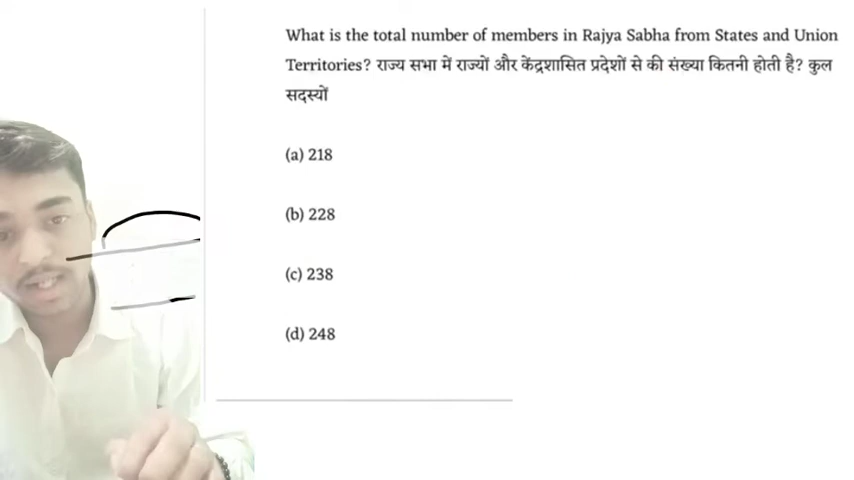 What is the total number of members in Rajya Sabha from States and Union
Territories? राज्य सभा में राज्यों और केंद्रशासित प्रदेशों से की संख्या कितनी होती है? कुल
सदस्यों
(a) 218
(b) 228
(c) 238
(d) 248